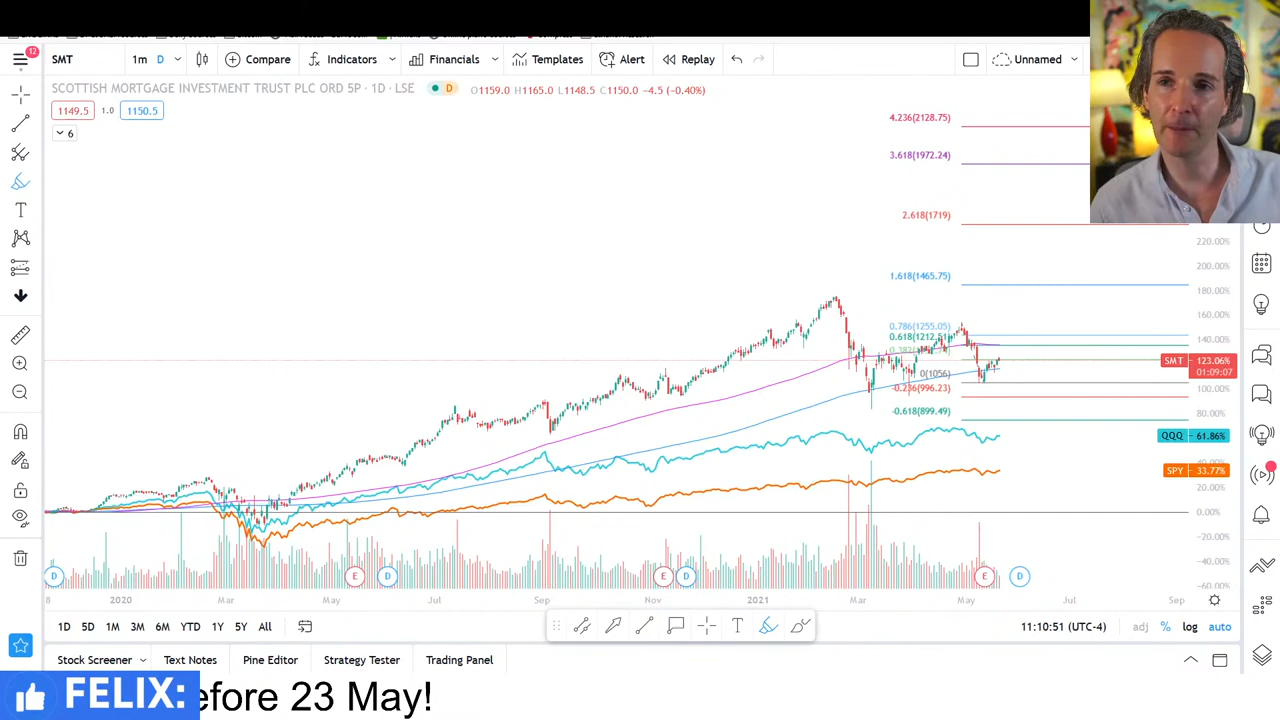 12
SMT
1m D
Compare
Indicators
Financials
Templates
Alert
Replay
Unnamed
SCOTTISH MORTGAGE INVESTMENT TRUST PLC ORD 5P · 1D · LSE
D
O1159.0 H1165.0 L1148.5 C1150.0 -4.5 (-0.40%)
1149.5 1.0 1150.5
6
4.236(2128.75)
3.618(1972.24)
2.618(1719)
1.618(1465.75)
0.786(1255.05)
0.618(1212.51)
0(1056)
-0.236(996.23)
-0.618(899.49)
220.00%
200.00%
180.00%
160.00%
140.00%
SMT 123.06%
01:09:07
100.00%
80.00%
QQQ 61.86%
SPY 33.77%
20.00%
0.00%
-20.00%
-40.00%
-60.00%
D E D E D E D
8 2020 Mar May Jul Sep Nov 2021 Mar May Jul Sep
1D 5D 1M 3M 6M YTD 1Y 5Y All
11:10:51 (UTC-4) adj % log auto
Stock Screener Text Notes Pine Editor Strategy Tester Trading Panel
FELIX: efore 23 May!